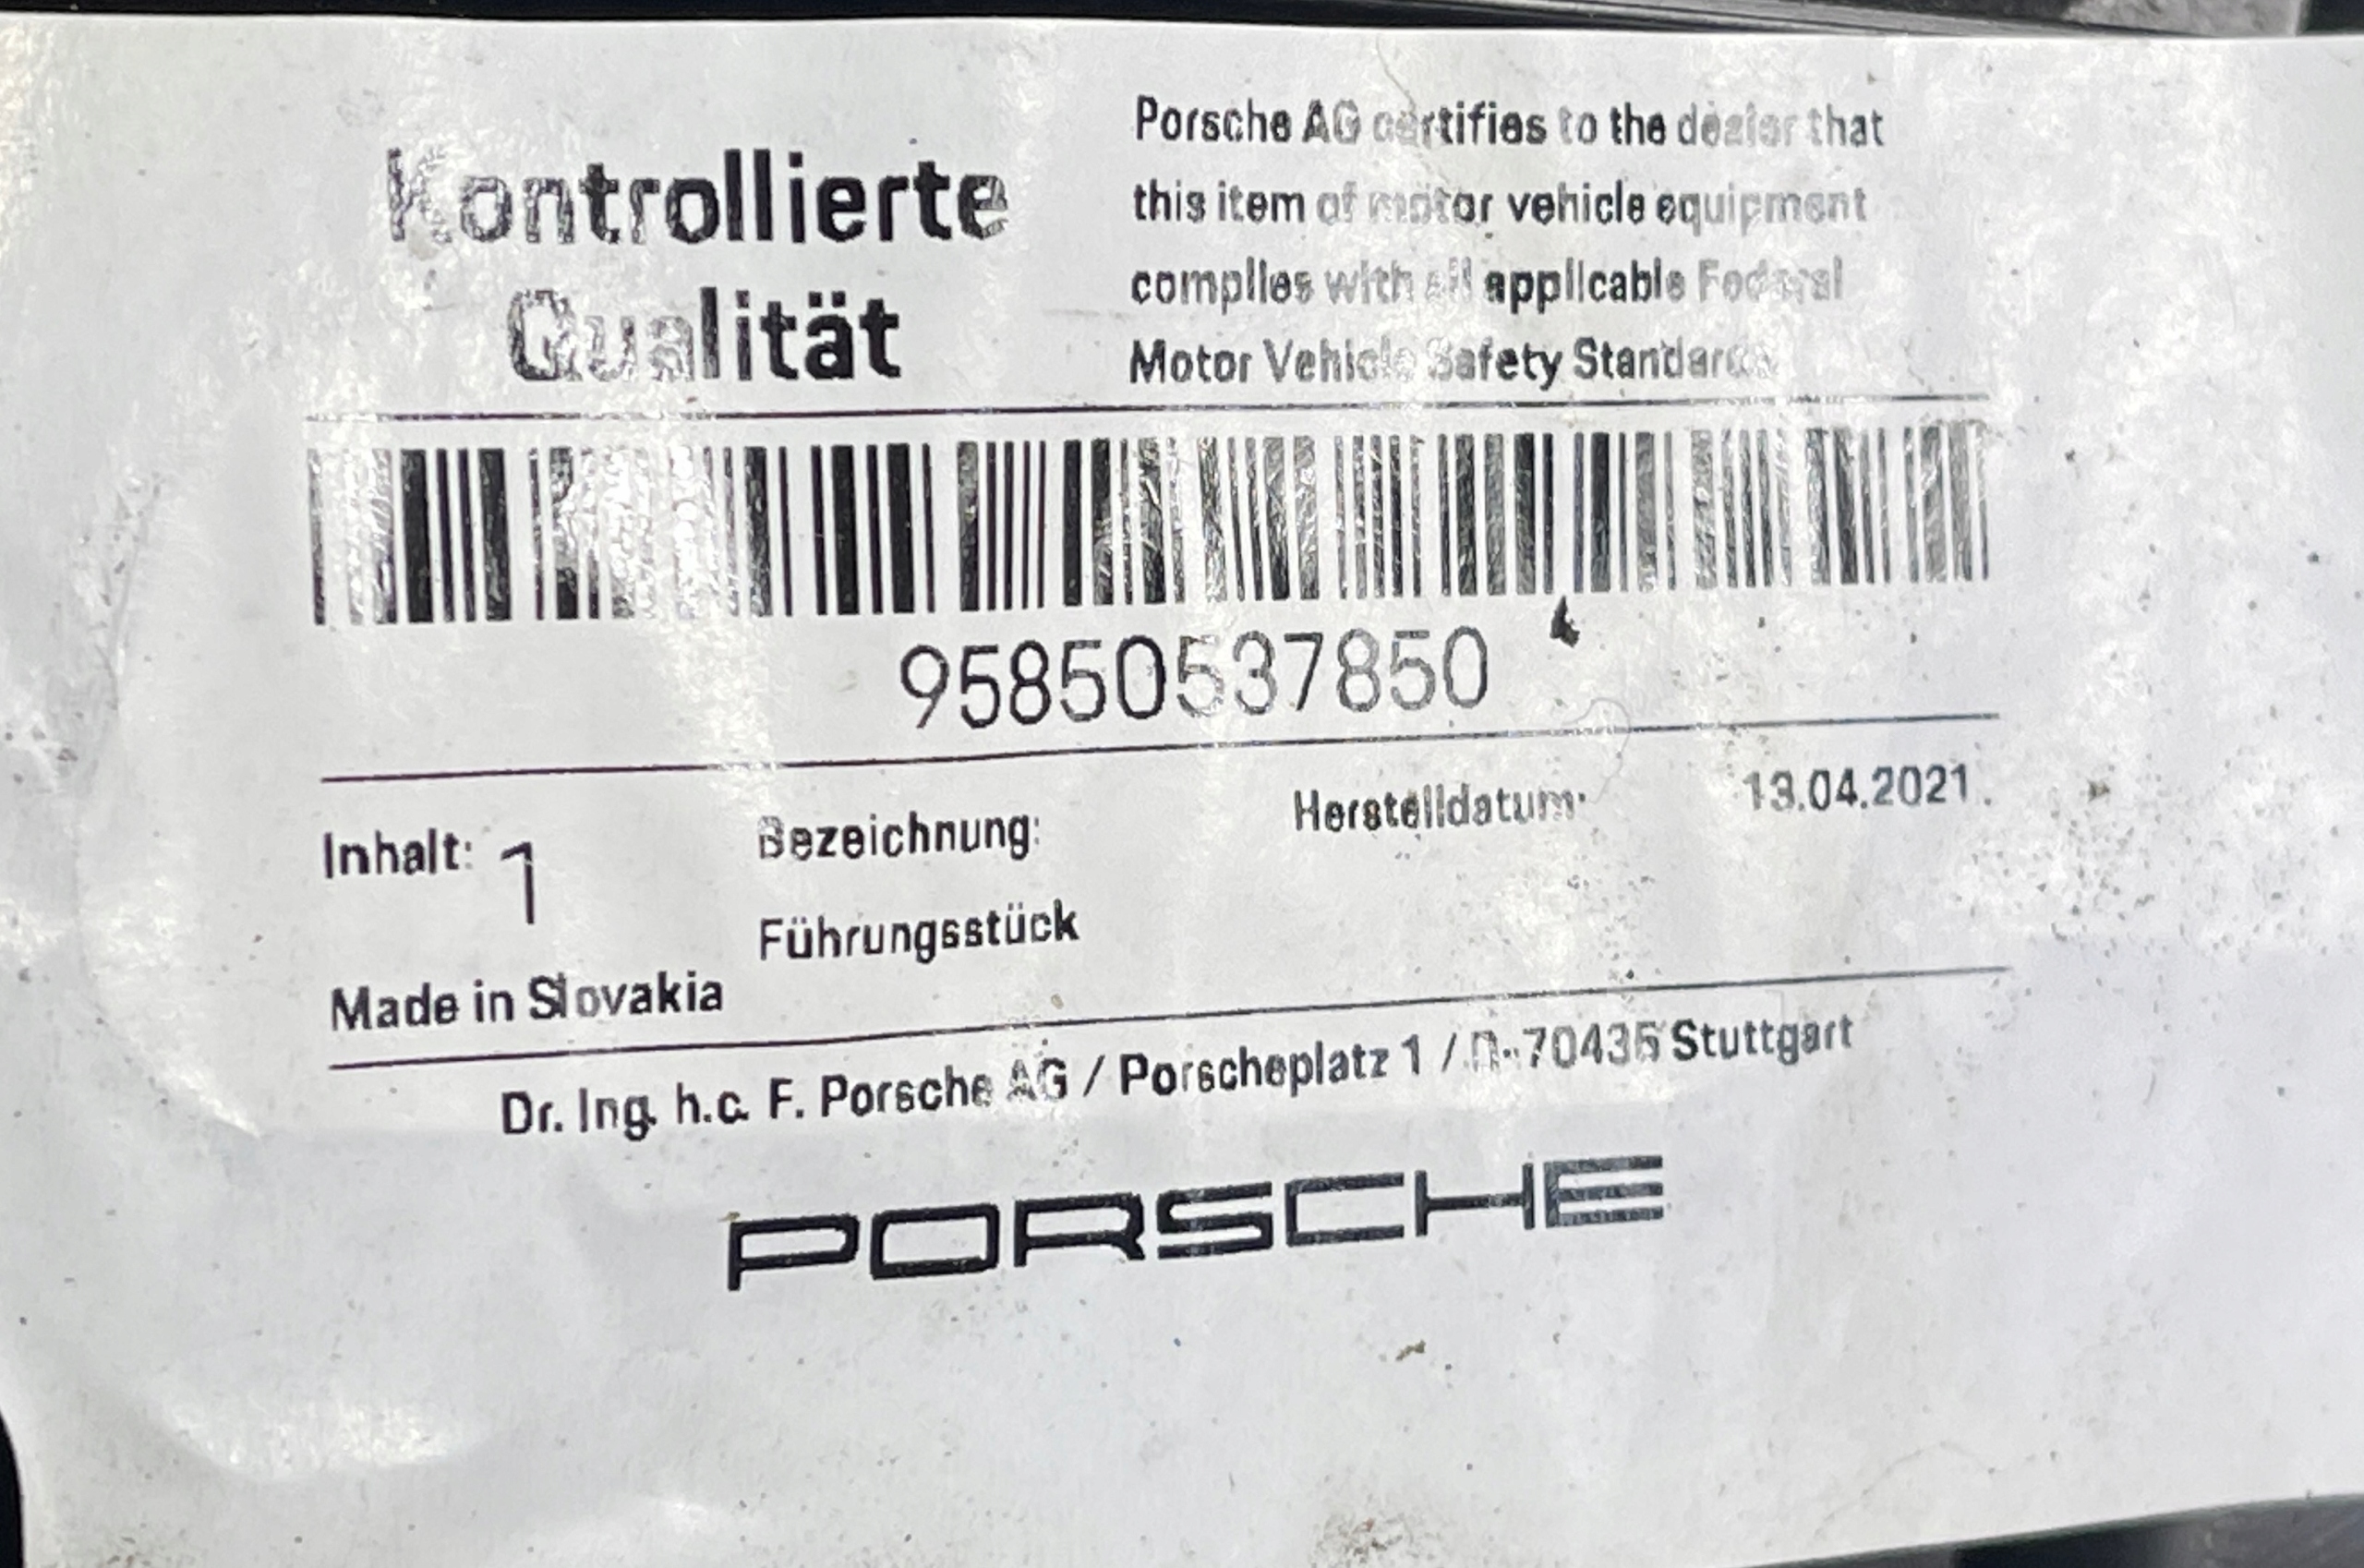 Kontrollierte
Qualität
Porsche AG certifies to the dealer that
this item of motor vehicle equipment
complies with all applicable Federal
Motor Vehicle Safety Standards
95850537850
Inhalt: 1
Bezeichnung:
Führungsstück
Herstelldatum: 13.04.2021
Made in Slovakia
Dr. Ing. h.c. F. Porsche AG / Porscheplatz 1 / D-70435 Stuttgart
PORSCHE